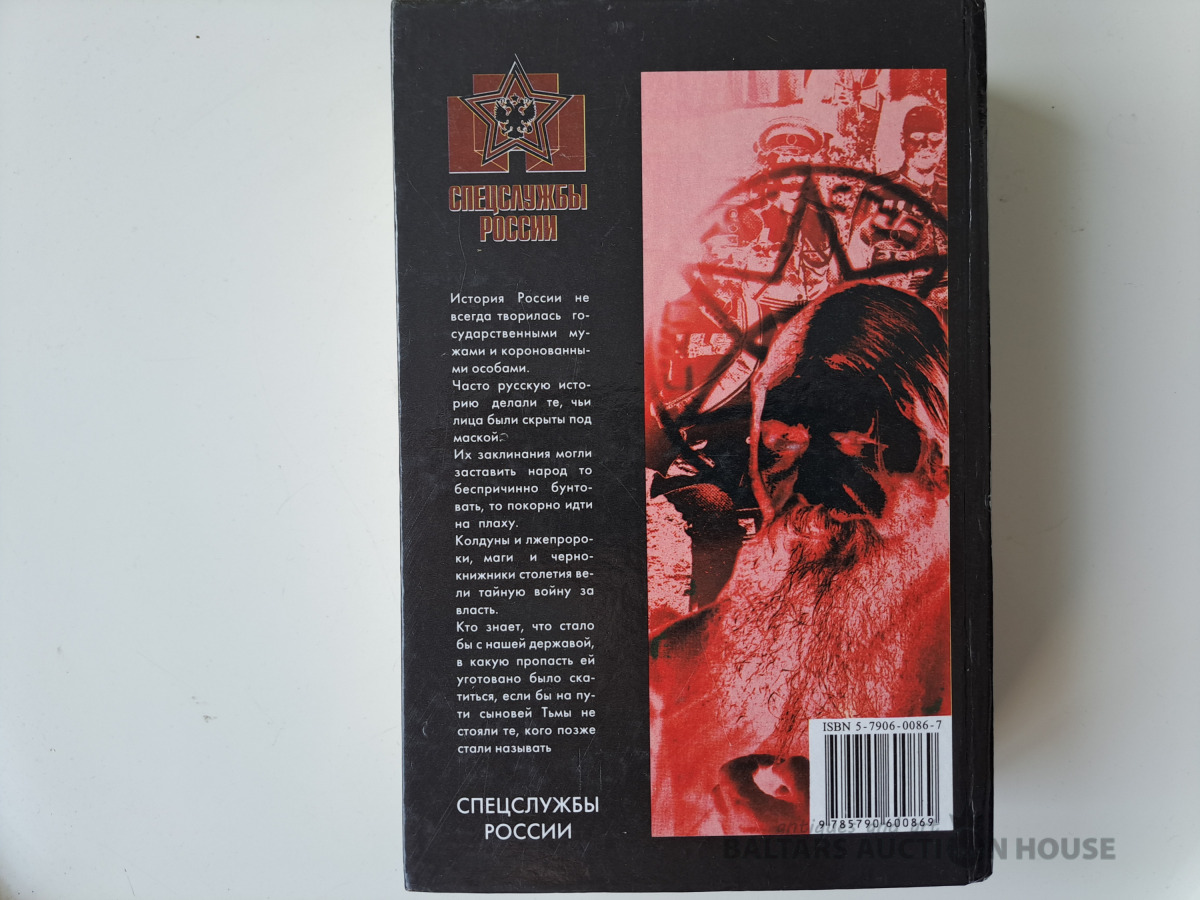 СПЕЦСЛУЖБЫ
РОССИИ
История России не
всегда творилась го-
сударственными му-
жами и коронованны-
ми особами.
Часто русскую исто-
рию делали те, чьи
лица были скрыты под
маской.
Их заклинания могли
заставить народ то
беспричинно бунто-
вать, то покорно идти
на плаху.
Колдуны и лжепроро-
ки, маги и черно-
книжники столетия ве-
ли тайную войну за
власть.
Кто знает, что стало
бы с нашей державой,
в какую пропасть ей
уготовано было ска-
титься, если бы на пу-
ти сыновей Тьмы не
стояли те, кого позже
стали называть
СПЕЦСЛУЖБЫ
РОССИИ
ISBN 5-7906-0086-7
9 785790 600869
BALTARS AUCTION HOUSE